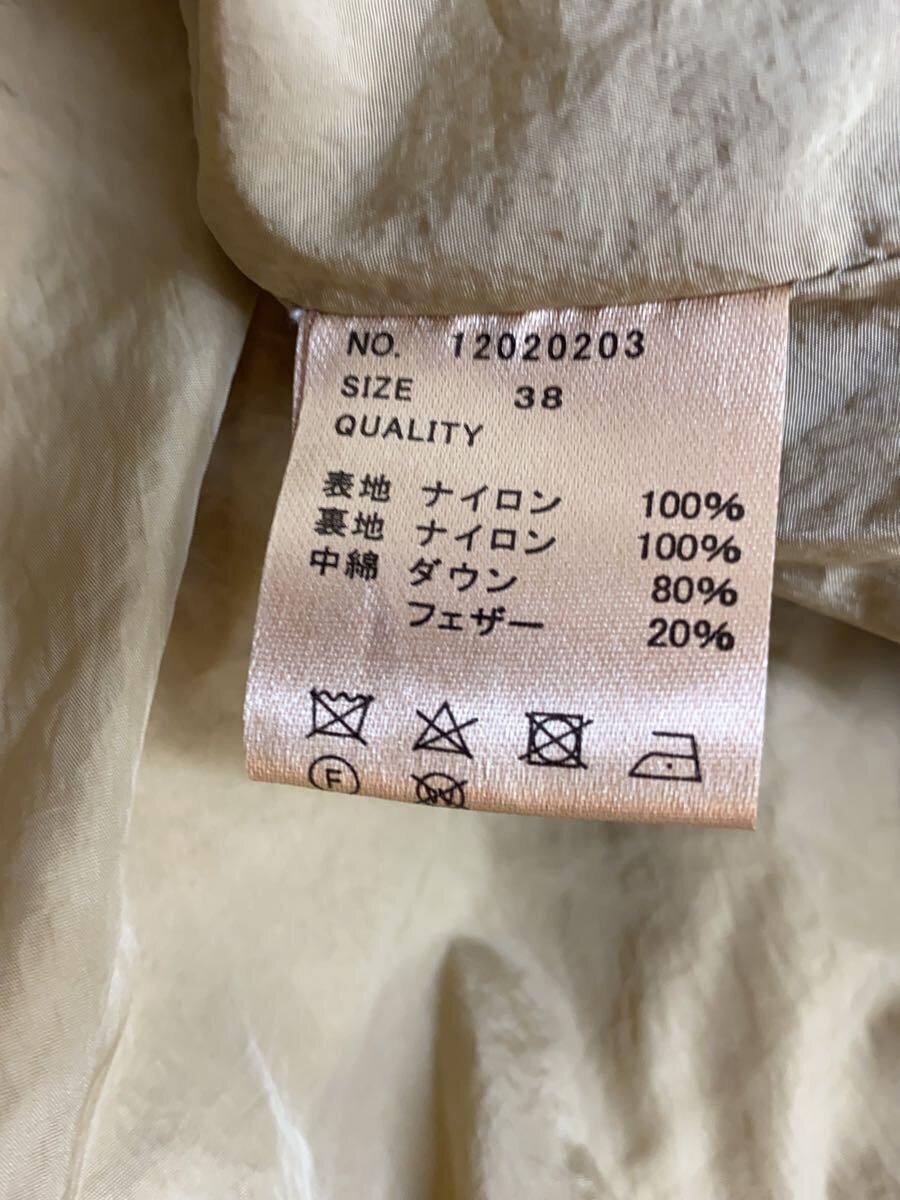 NO. 12020203
SIZE 38
QUALITY
表地 ナイロン 100%
裏地 ナイロン 100%
中綿 ダウン 80%
フェザー 20%
F
W